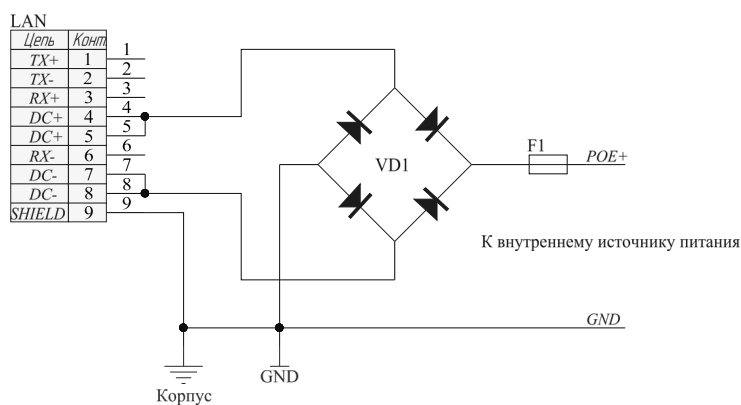 LAN
Цепь Конт.
TX+ 1 1
TX- 2 2
RX+ 3 3
DC+ 4 4
DC+ 5 5
RX- 6 6
DC- 7 7
DC- 8 8
SHIELD 9 9
VD1
F1
POE+
К внутреннему источнику питания
GND
GND
Корпус